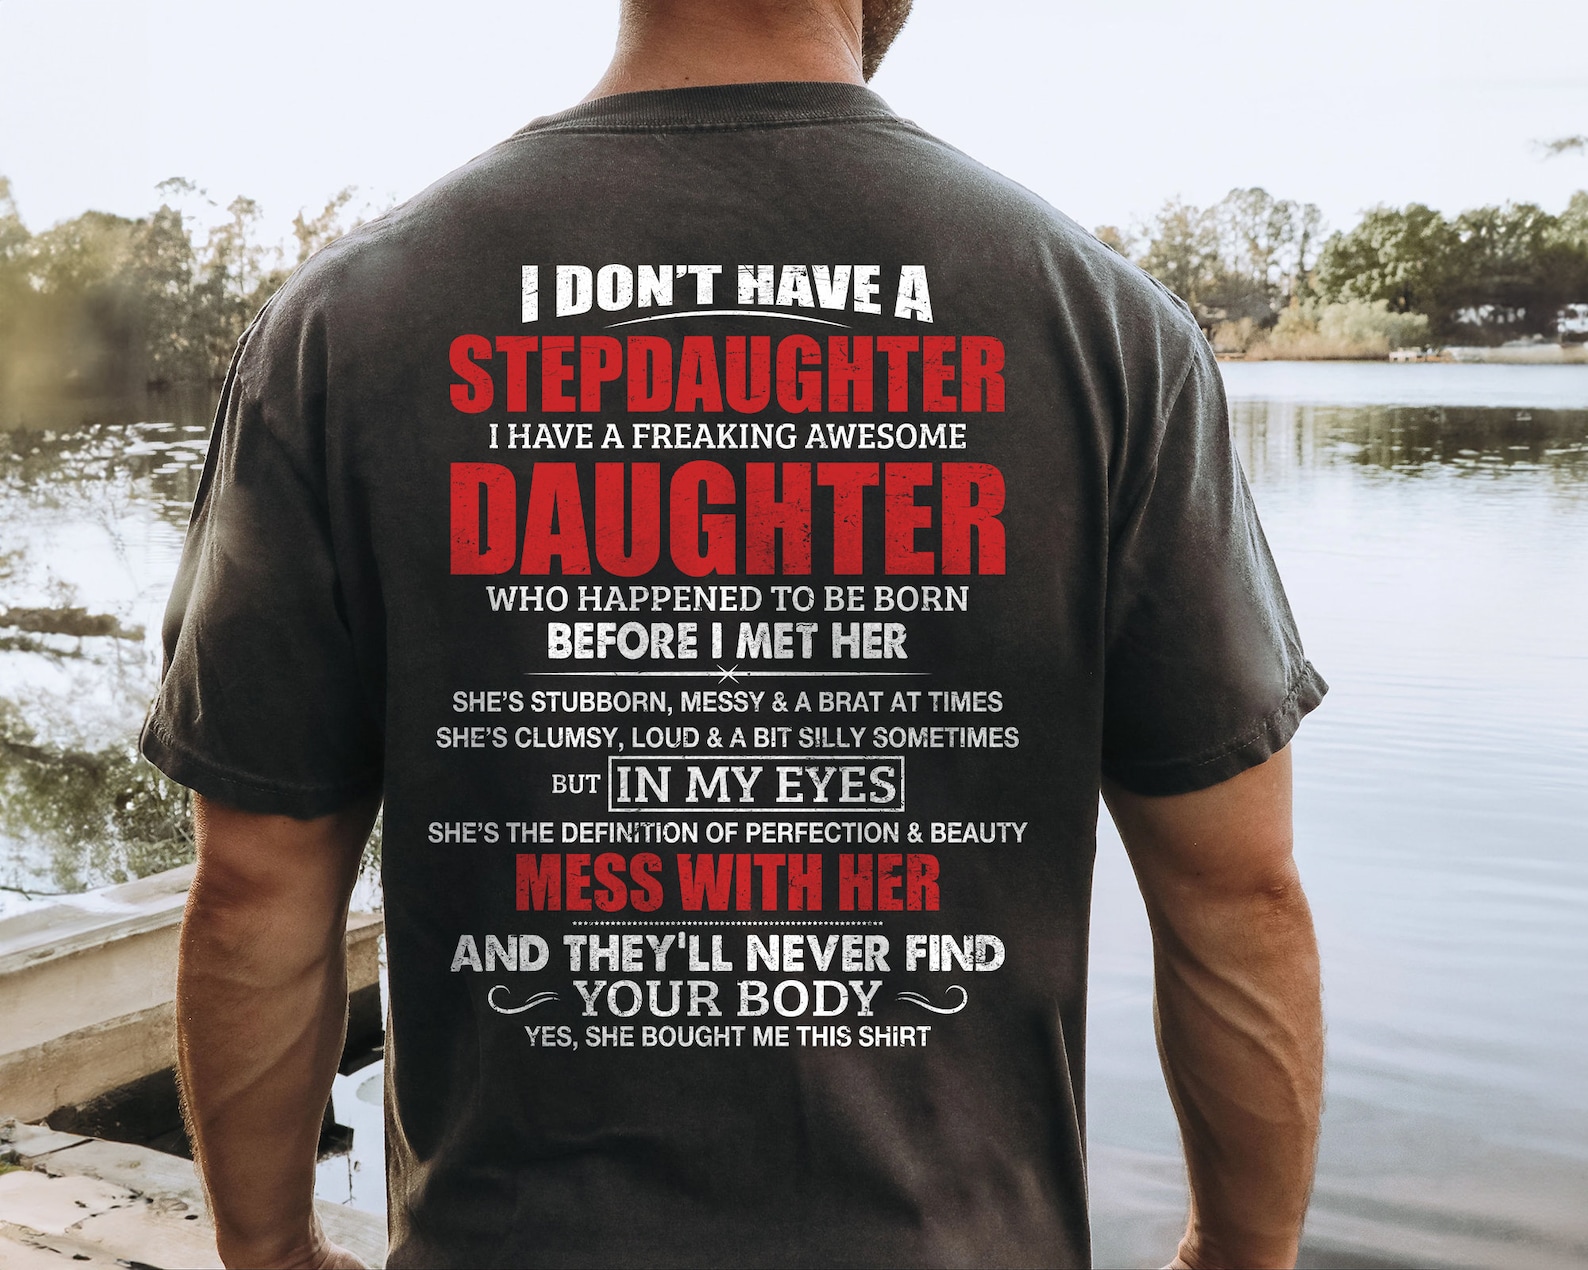 I DON'T HAVE A
STEPDAUGHTER
I HAVE A FREAKING AWESOME
DAUGHTER
WHO HAPPENED TO BE BORN
BEFORE I MET HER
SHE'S STUBBORN, MESSY & A BRAT AT TIMES
SHE'S CLUMSY, LOUD & A BIT SILLY SOMETIMES
BUT IN MY EYES
SHE'S THE DEFINITION OF PERFECTION & BEAUTY
MESS WITH HER
AND THEY'LL NEVER FIND
YOUR BODY
YES, SHE BOUGHT ME THIS SHIRT